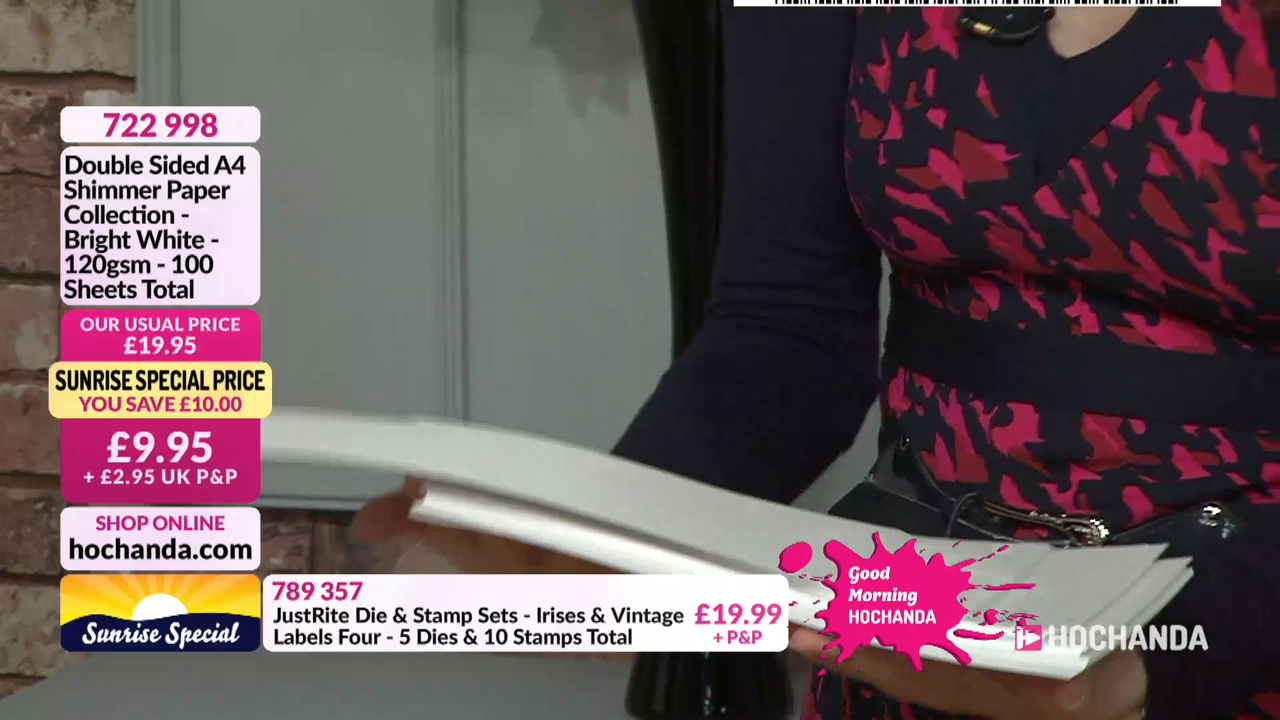 722 998
Double Sided A4
Shimmer Paper
Collection -
Bright White -
120gsm - 100
Sheets Total
OUR USUAL PRICE
£19.95
SUNRISE SPECIAL PRICE
YOU SAVE £10.00
£9.95
+ £2.95 UK P&P
SHOP ONLINE
hochanda.com
Sunrise Special
789 357
JustRite Die & Stamp Sets - Irises & Vintage
Labels Four - 5 Dies & 10 Stamps Total
£19.99
+ P&P
Good
Morning
HOCHANDA
HOCHANDA